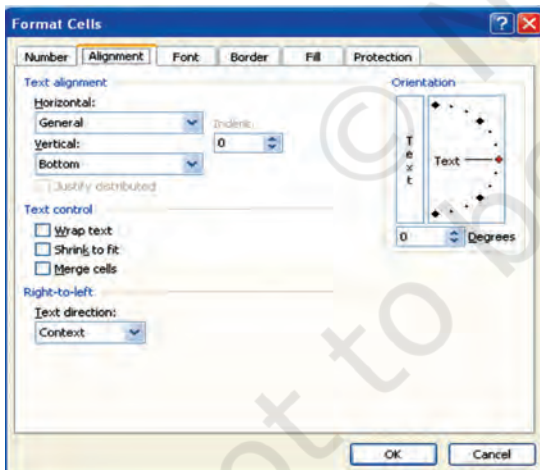 Format Cells
Number Alignment Font Border Fill Protection
Text alignment
Horizontal:
General
Indent:
Vertical:
0
Bottom
Justify distributed
Text control
Wrap text
Shrink to fit
Merge cells
Right-to-left
Text direction:
Context
Orientation
Text
Text
0 Degrees
OK Cancel